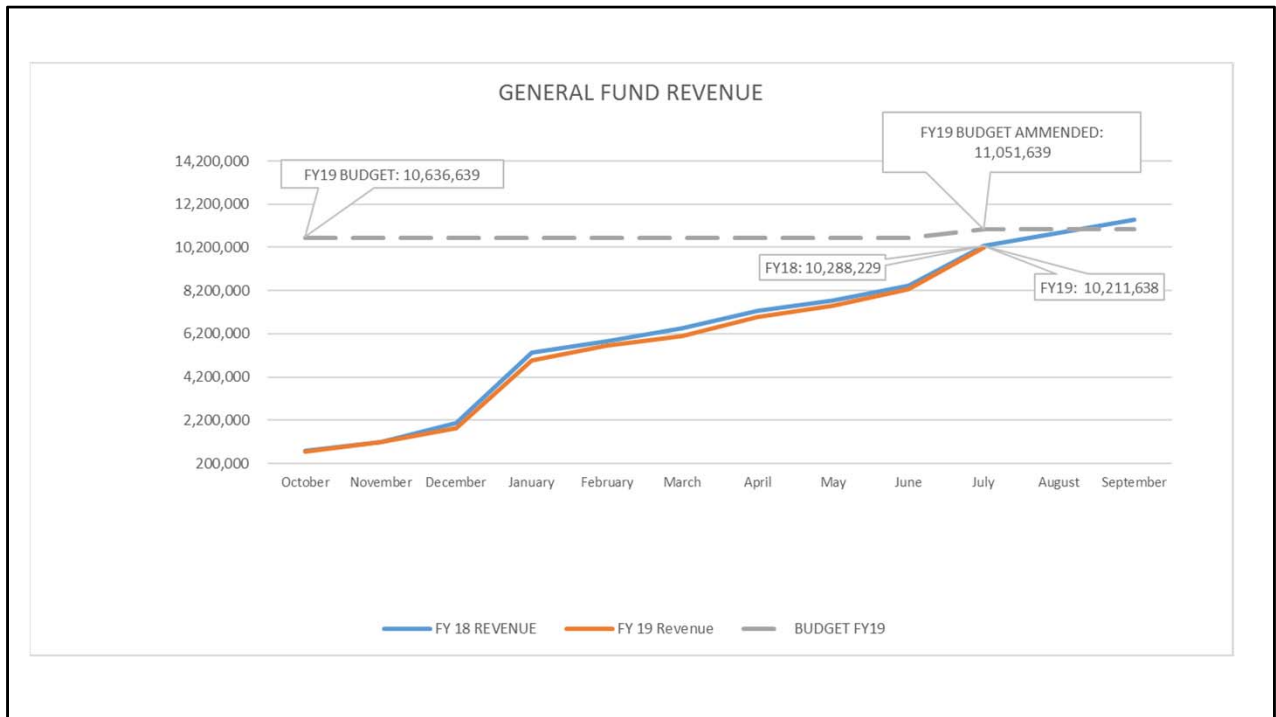 GENERAL FUND REVENUE
FY19 BUDGET AMMENDED:
11,051,639
FY19 BUDGET: 10,636,639
FY18: 10,288,229
FY19: 10,211,638
14,200,000
12,200,000
10,200,000
8,200,000
6,200,000
4,200,000
2,200,000
200,000
October November December January February March April May June July August September
FY 18 REVENUE FY 19 Revenue BUDGET FY19